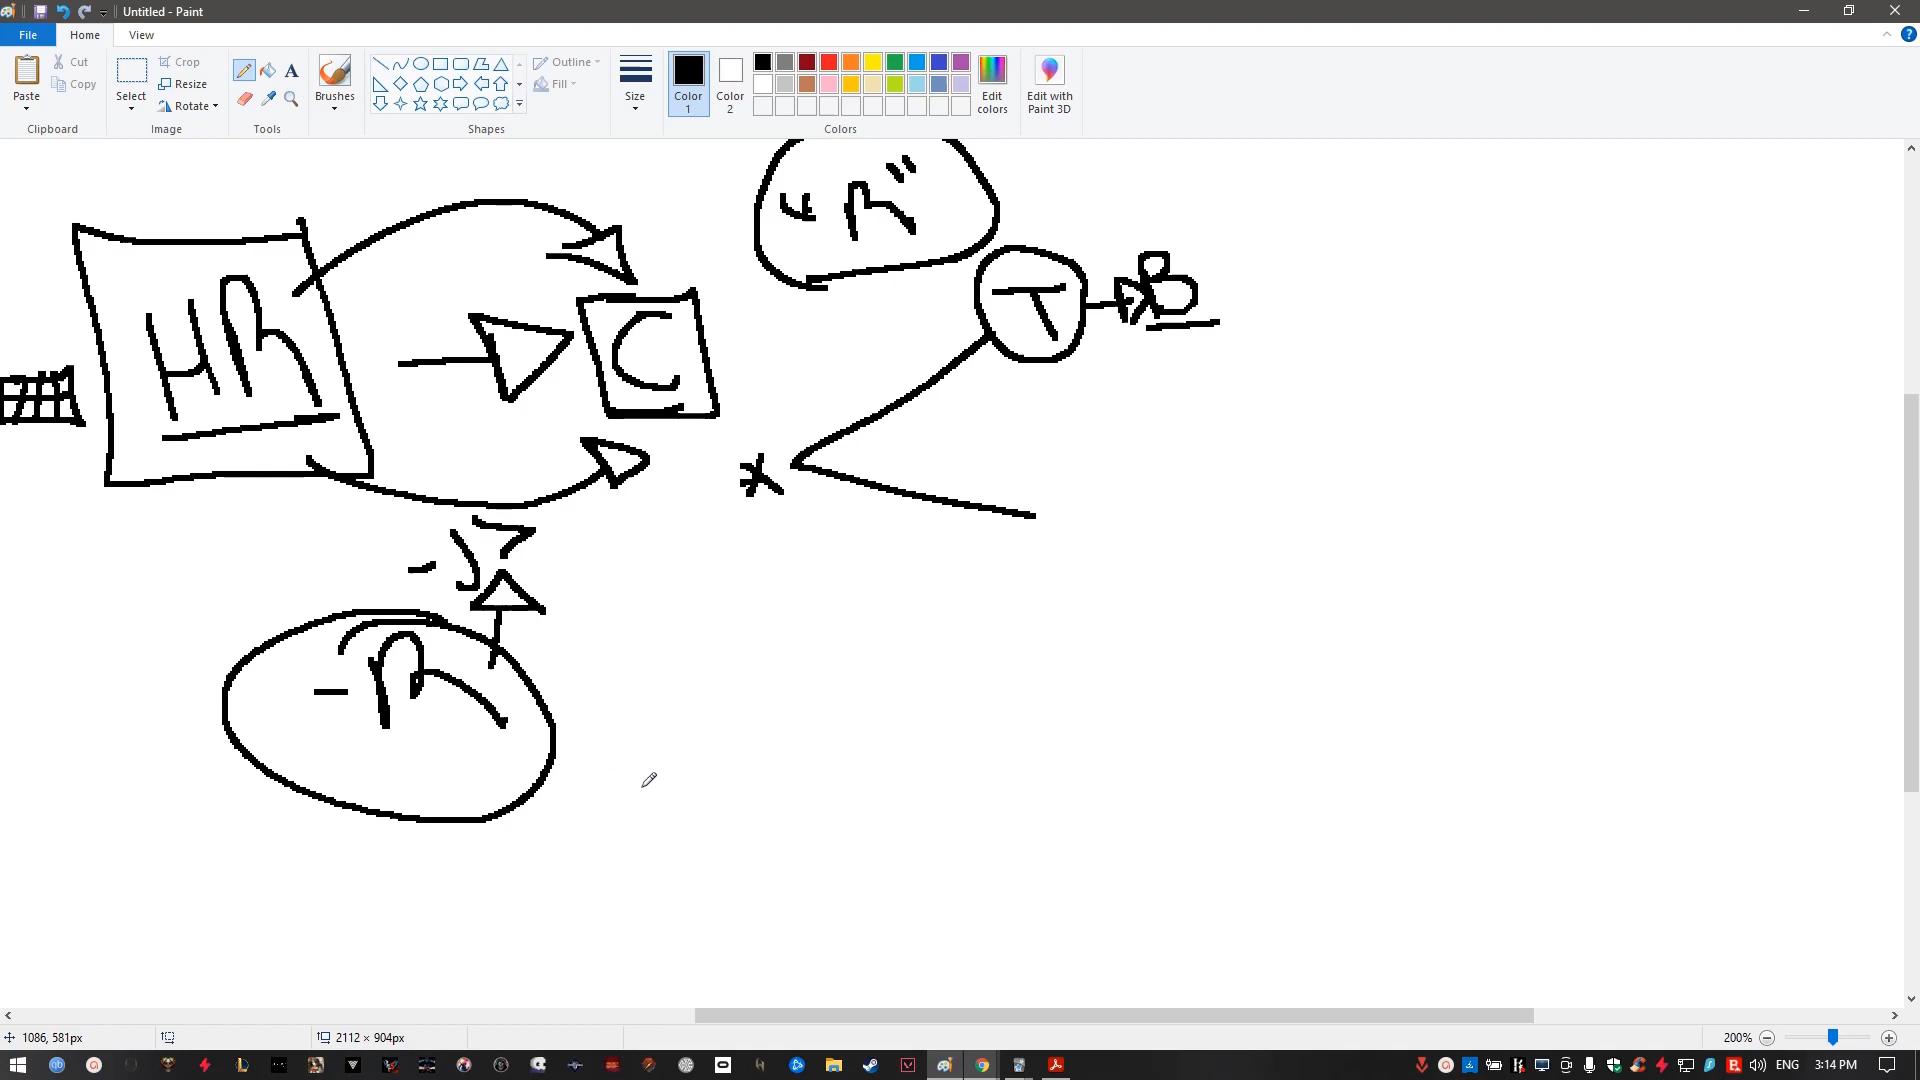 Untitled - Paint
File Home View
Paste
Cut
Copy
Clipboard
Select
Crop
Resize
Rotate
Image
Tools
Brushes
Shapes
Outline
Fill
Size
Color 1
Color 2
Edit colors
Colors
Edit with Paint 3D
"R"
HR
C
T
B
-R
1086, 581px
2112 × 904px
200%
ENG
3:14 PM